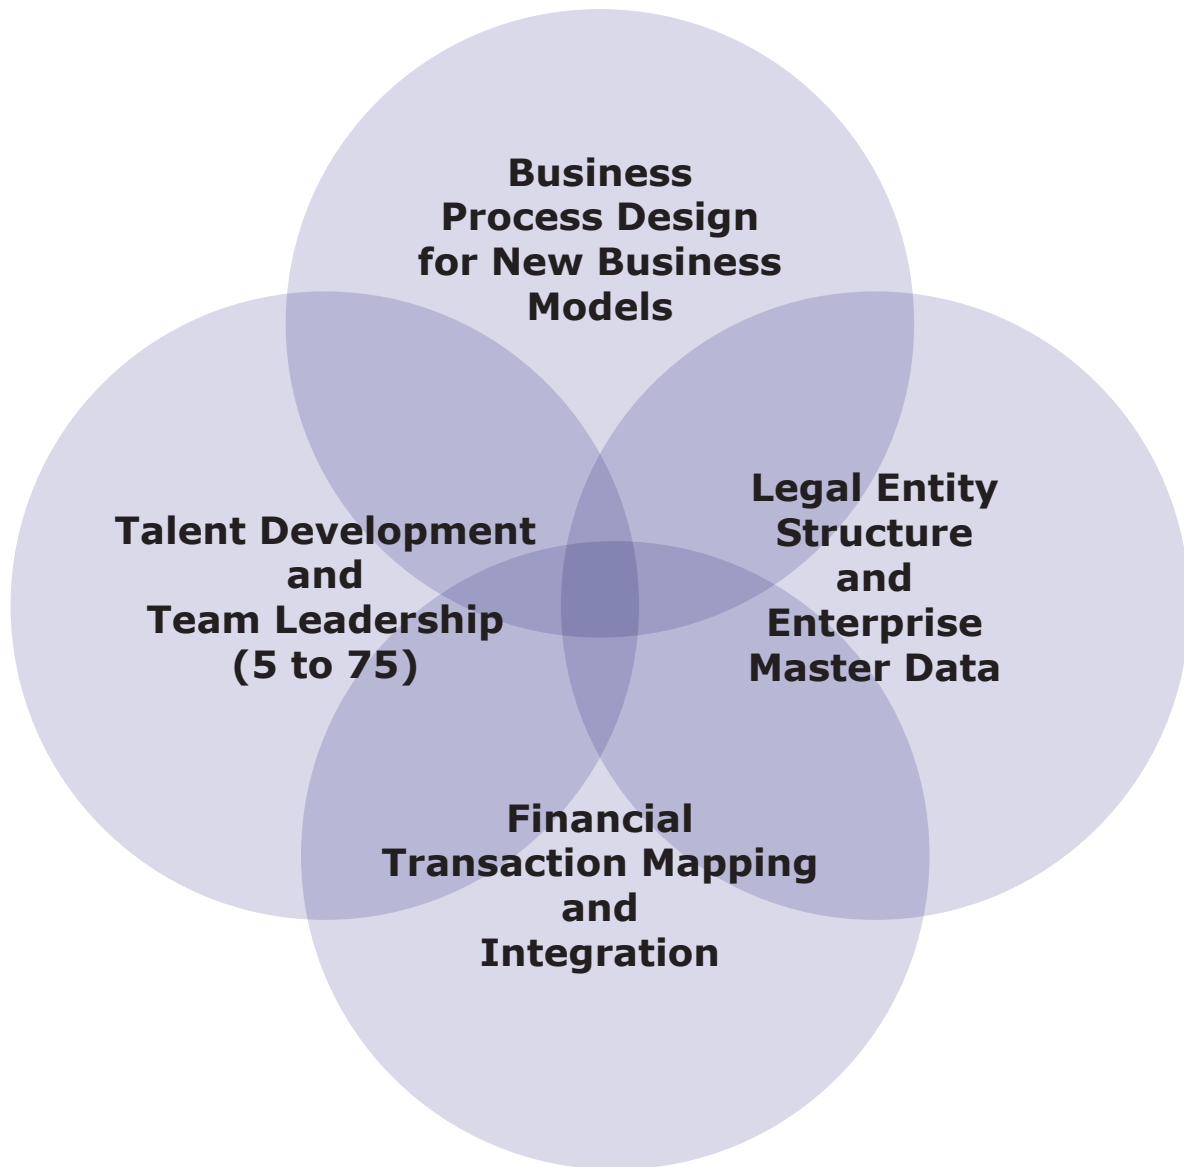 Business
Process Design
for New Business
Models
Talent Development
and
Team Leadership
(5 to 75)
Legal Entity
Structure
and
Enterprise
Master Data
Financial
Transaction Mapping
and
Integration